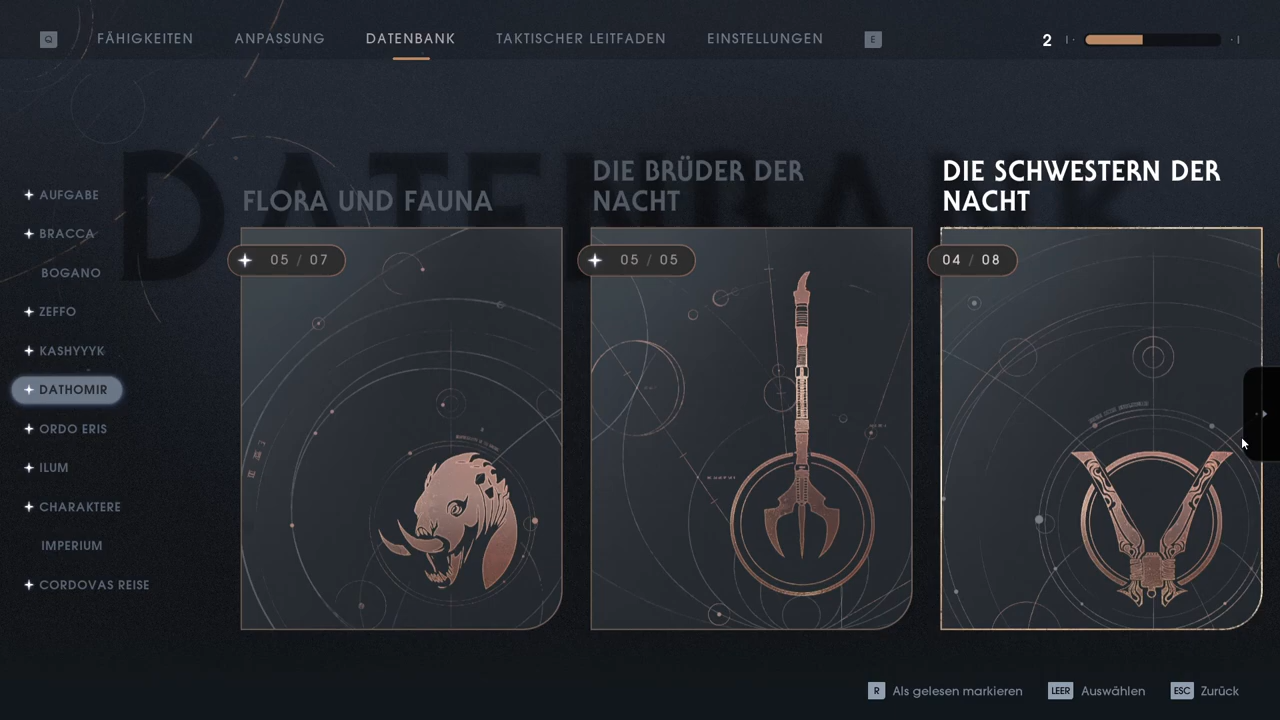 Q FÄHIGKEITEN ANPASSUNG DATENBANK TAKTISCHER LEITFADEN EINSTELLUNGEN E 2
DATENBANK
AUFGABE
BRACCA
BOGANO
ZEFFO
KASHYYYK
DATHOMIR
ORDO ERIS
ILUM
CHARAKTERE
IMPERIUM
CORDOVAS REISE
FLORA UND FAUNA
05 / 07
DIE BRÜDER DER
NACHT
05 / 05
DIE SCHWESTERN DER
NACHT
04 / 08
R Als gelesen markieren LEER Auswählen ESC Zurück